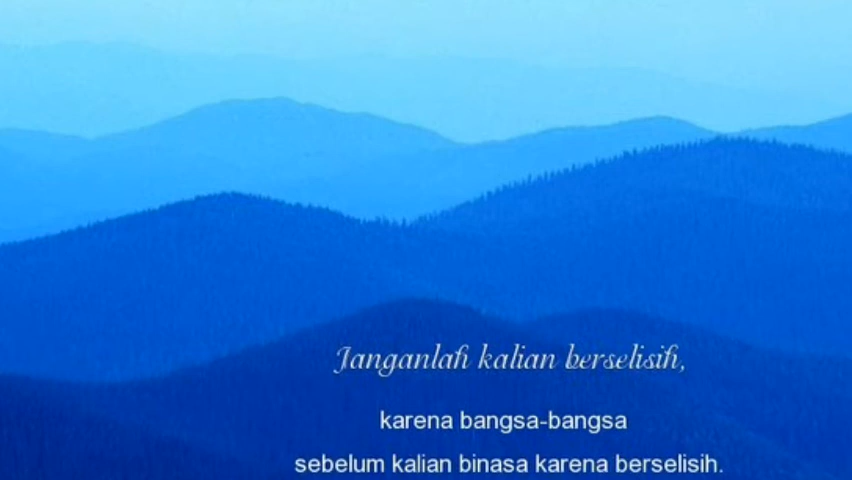 Janganlah kalian berselisih,
karena bangsa-bangsa
sebelum kalian binasa karena berselisih.